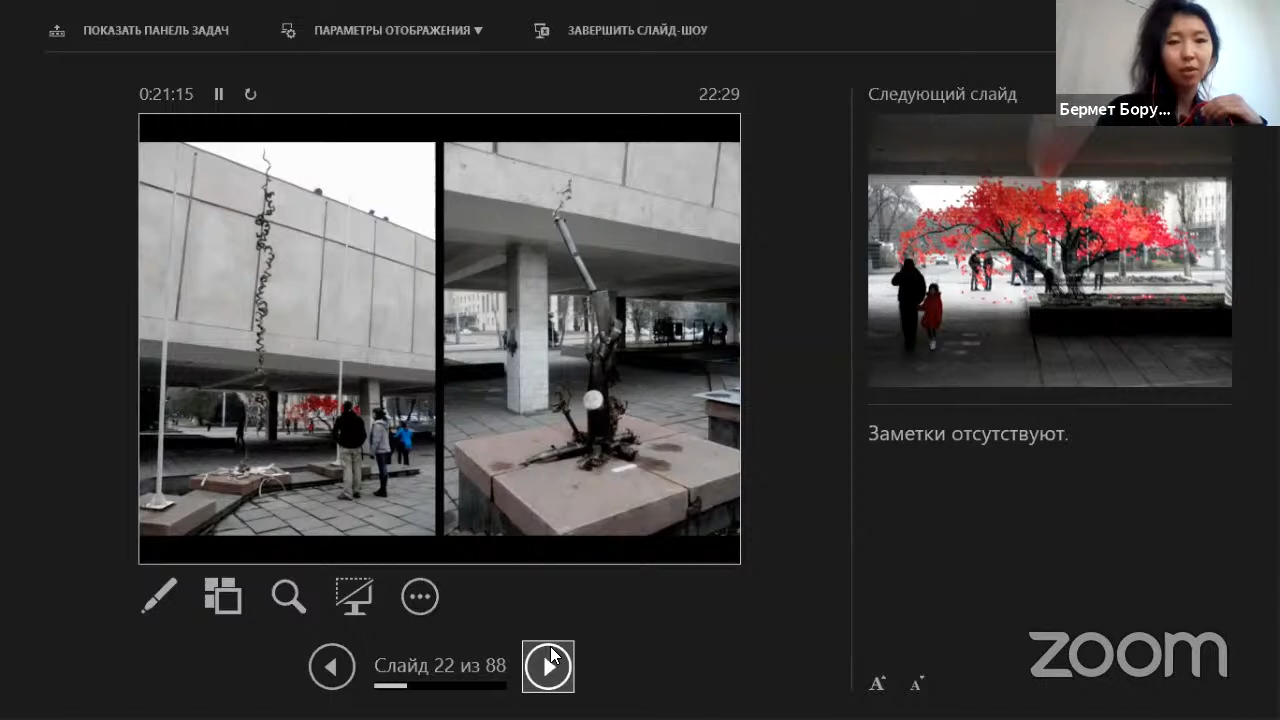 ПОКАЗАТЬ ПАНЕЛЬ ЗАДАЧ
ПАРАМЕТРЫ ОТОБРАЖЕНИЯ ▼
ЗАВЕРШИТЬ СЛАЙД-ШОУ
0:21:15
22:29
Следующий слайд
Бермет Бору...
Заметки отсутствуют.
Слайд 22 из 88
A A
zoom